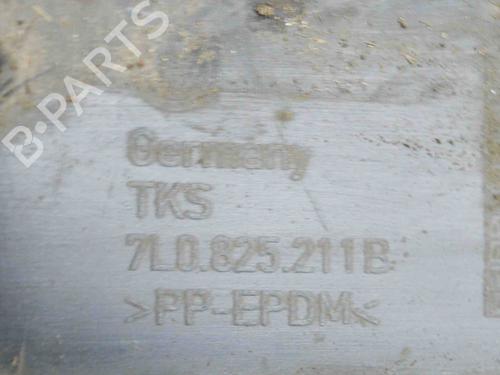 B-PARTS
Germany
TKS
7L0.825.211B
>PP-EPDM<